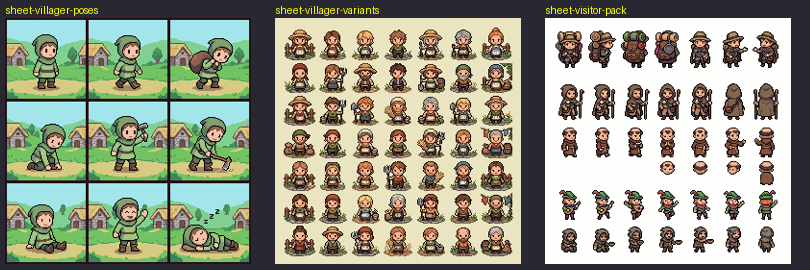 sheet-villager-poses
sheet-villager-variants
sheet-visitor-pack
z z z